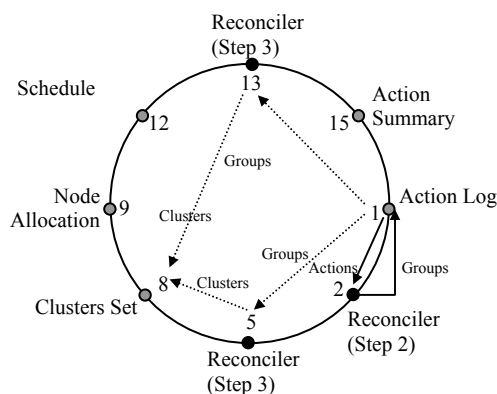 Reconciler
(Step 3)
13
Schedule
12
Action
Summary
15
Groups
Node
Allocation
9
Action Log
1
Clusters
Groups
Actions
Groups
8
Clusters
2
Clusters Set
5
Reconciler
(Step 2)
Reconciler
(Step 3)